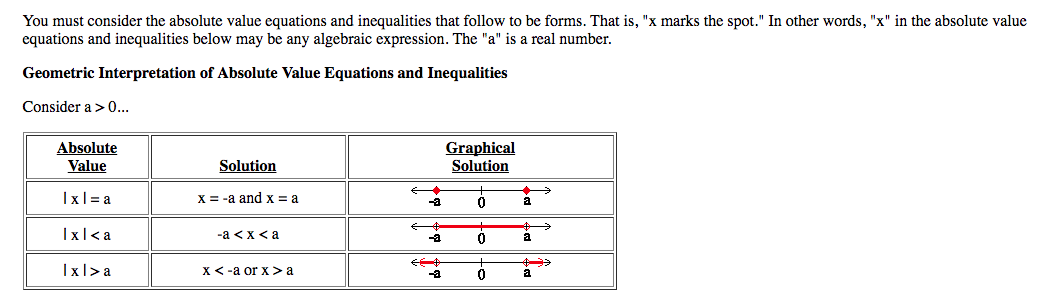 You must consider the absolute value equations and inequalities that follow to be forms. That is, "x marks the spot." In other words, "x" in the absolute value
equations and inequalities below may be any algebraic expression. The "a" is a real number.
Geometric Interpretation of Absolute Value Equations and Inequalities
Consider a > 0...
Absolute
Value
Solution
Graphical
Solution
| x | = a
x = -a and x = a
-a 0 a
| x | < a
-a < x < a
-a 0 a
| x | > a
x < -a or x > a
-a 0 a